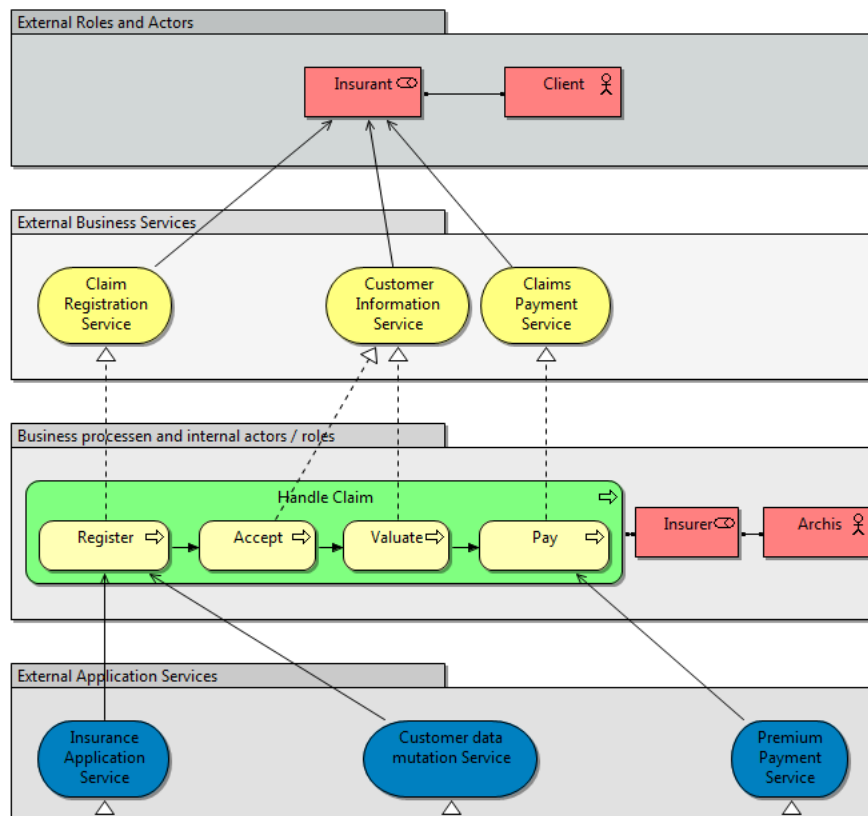 External Roles and Actors
Insurant
Client
External Business Services
Claim
Registration
Service
Customer
Information
Service
Claims
Payment
Service
Business processen and internal actors / roles
Handle Claim
Register
Accept
Valuate
Pay
Insurer
Archis
External Application Services
Insurance
Application
Service
Customer data
mutation Service
Premium
Payment
Service